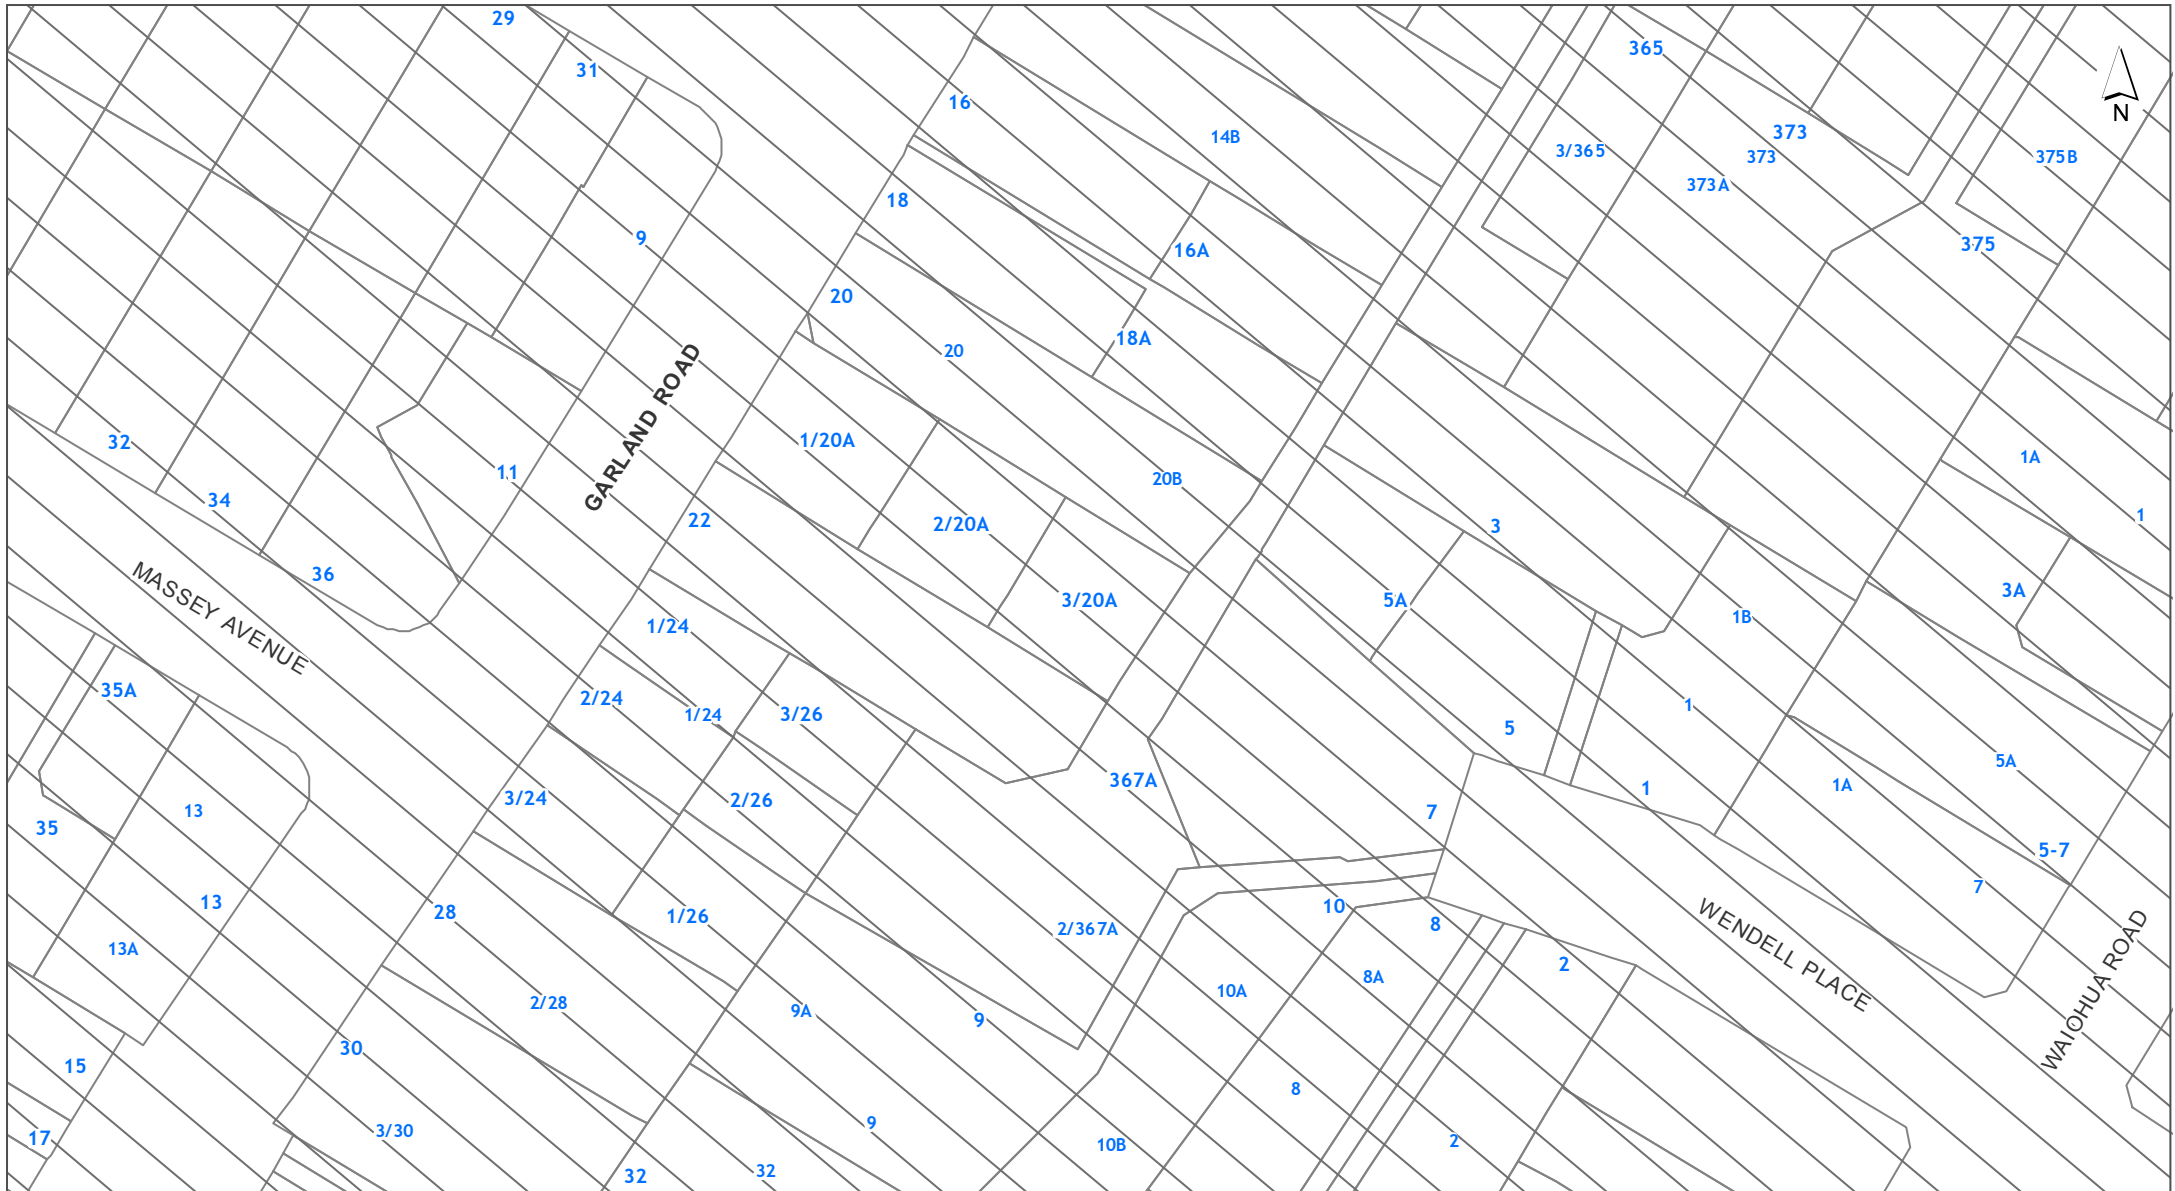 29
365
31
16
N
373
14B
3/365
373
375B
373A
18
9
375
16A
20
18A
20
1/20A
32
1A
11
20B
34
GARLAND ROAD
22
2/20A
3
1
36
3/20A
5A
3A
MASSEY AVENUE
1/24
1B
35A
2/24
1/24
3/26
1
5
5A
367A
1A
1
3/24
2/26
7
13
35
5-7
7
13
10
28
1/26
8
2/367A
WENDELL PLACE
13A
2
8A
10A
WAIOHUA ROAD
2/28
9A
9
30
15
8
9
3/30
17
10B
2
32
32